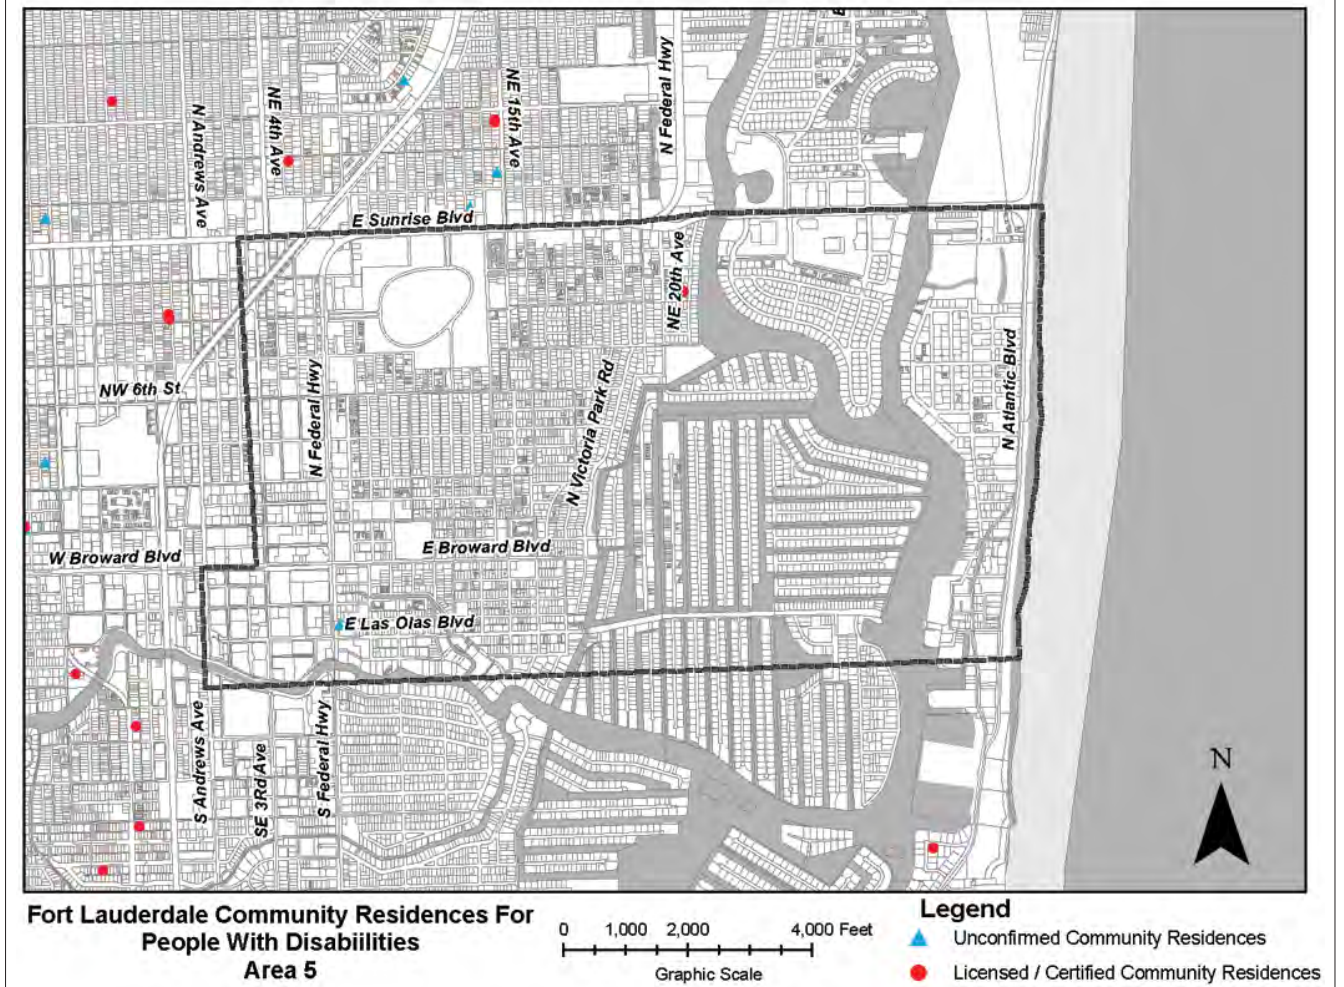 N Andrews Ave
NE 4th Ave
NE 15th Ave
N Federal Hwy
E Sunrise Blvd
NE 20th Ave
N Atlantic Blvd
NW 6th St
N Federal Hwy
N Victoria Park Rd
W Broward Blvd
E Broward Blvd
E Las Olas Blvd
S Andrews Ave
SE 3Rd Ave
S Federal Hwy
N
Fort Lauderdale Community Residences For
People With Disabiilities
Area 5
0 1,000 2,000 4,000 Feet
Graphic Scale
Legend
Unconfirmed Community Residences
Licensed / Certified Community Residences